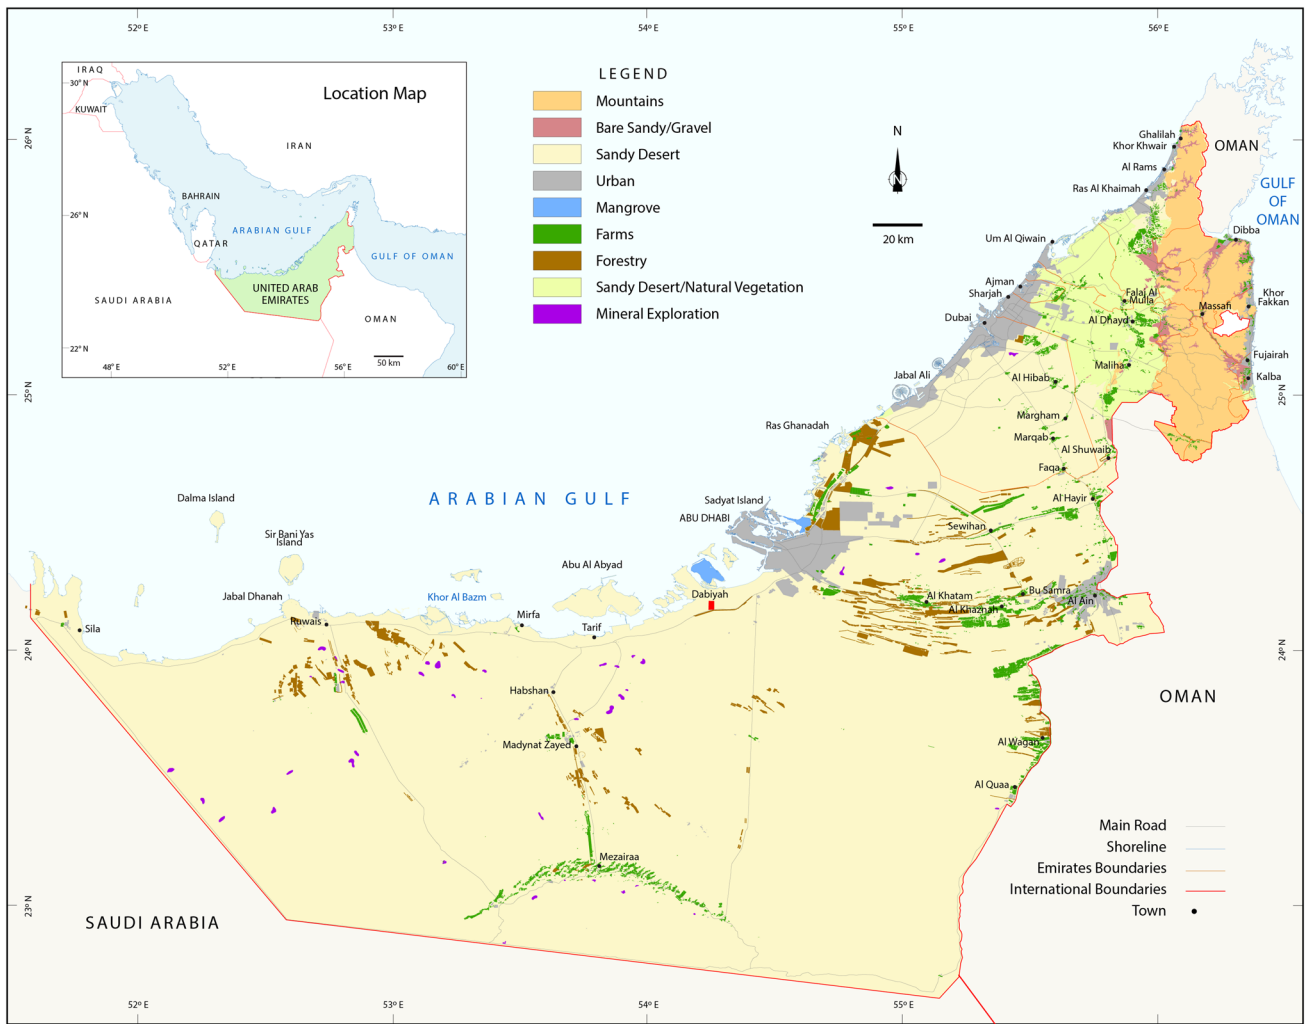 52° E
53° E
54° E
55° E
56° E
IRAQ
30° N
KUWAIT
Location Map
IRAN
BAHRAIN
26° N
ARABIAN GULF
QATAR
GULF OF OMAN
UNITED ARAB
EMIRATES
SAUDI ARABIA
OMAN
22° N
50 km
48° E
52° E
56° E
60° E
LEGEND
Mountains
Bare Sandy/Gravel
Sandy Desert
Urban
Mangrove
Farms
Forestry
Sandy Desert/Natural Vegetation
Mineral Exploration
N
N
20 km
26° N
Ghalilah
Khor Khwair
OMAN
Al Rams
Ras Al Khaimah
GULF
OF
OMAN
Dibba
Um Al Qiwain
Ajman
Sharjah
Falaj Al
Mulla
Khor
Fakkan
Massafi
Dubai
Al Dhayd
Fujairah
Maliha
Kalba
Jabal Ali
Al Hibab
25° N
25° N
Margham
Ras Ghanadah
Marqab
Al Shuwaib
Faqa
Al Hayir
ARABIAN GULF
Dalma Island
Sadyat Island
ABU DHABI
Sewihan
Sir Bani Yas
Island
Abu Al Abyad
Dabiyah
Al Khatam
Bu Samra
Al Ain
Al Khaznah
Jabal Dhanah
Khor Al Bazm
Mirfa
Ruwais
Tarif
Sila
24° N
24° N
Habshan
OMAN
Madynat Zayed
Al Wagan
Al Quaa
Mezairaa
Main Road
Shoreline
Emirates Boundaries
International Boundaries
Town
23° N
23° N
SAUDI ARABIA
52° E
53° E
54° E
55° E
56° E